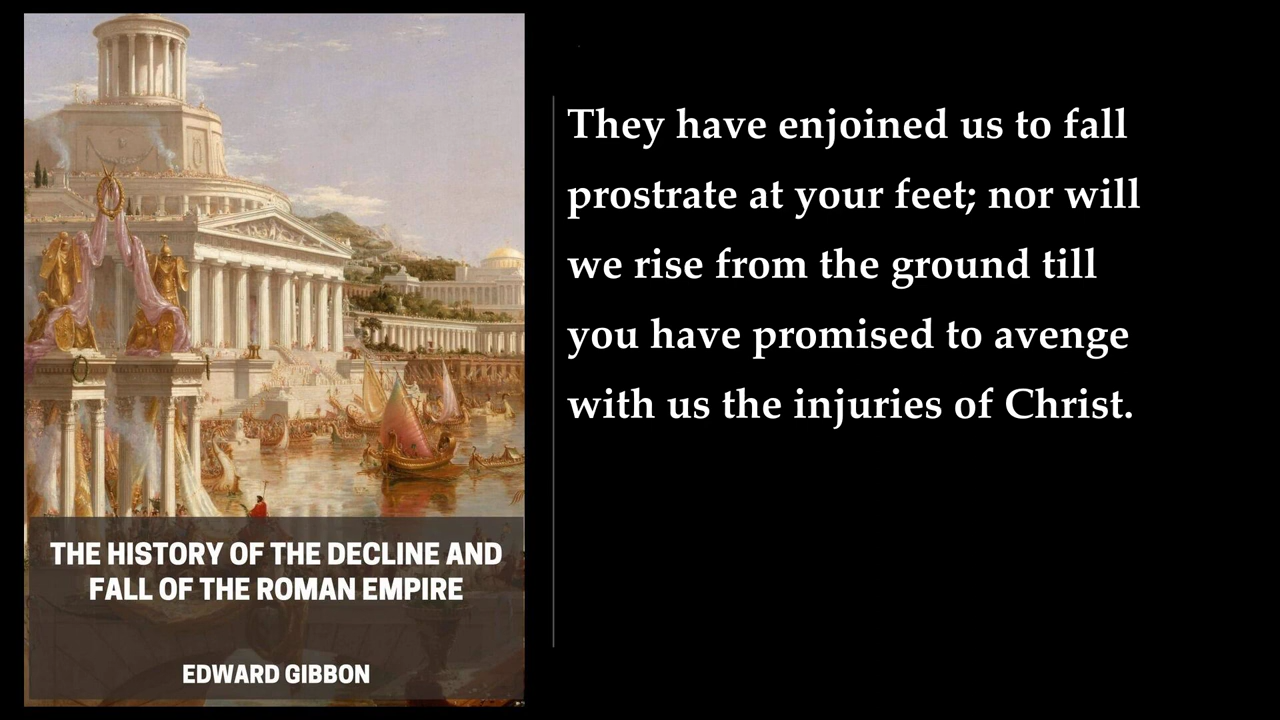 They have enjoined us to fall
prostrate at your feet; nor will
we rise from the ground till
you have promised to avenge
with us the injuries of Christ.
THE HISTORY OF THE DECLINE AND
FALL OF THE ROMAN EMPIRE
EDWARD GIBBON